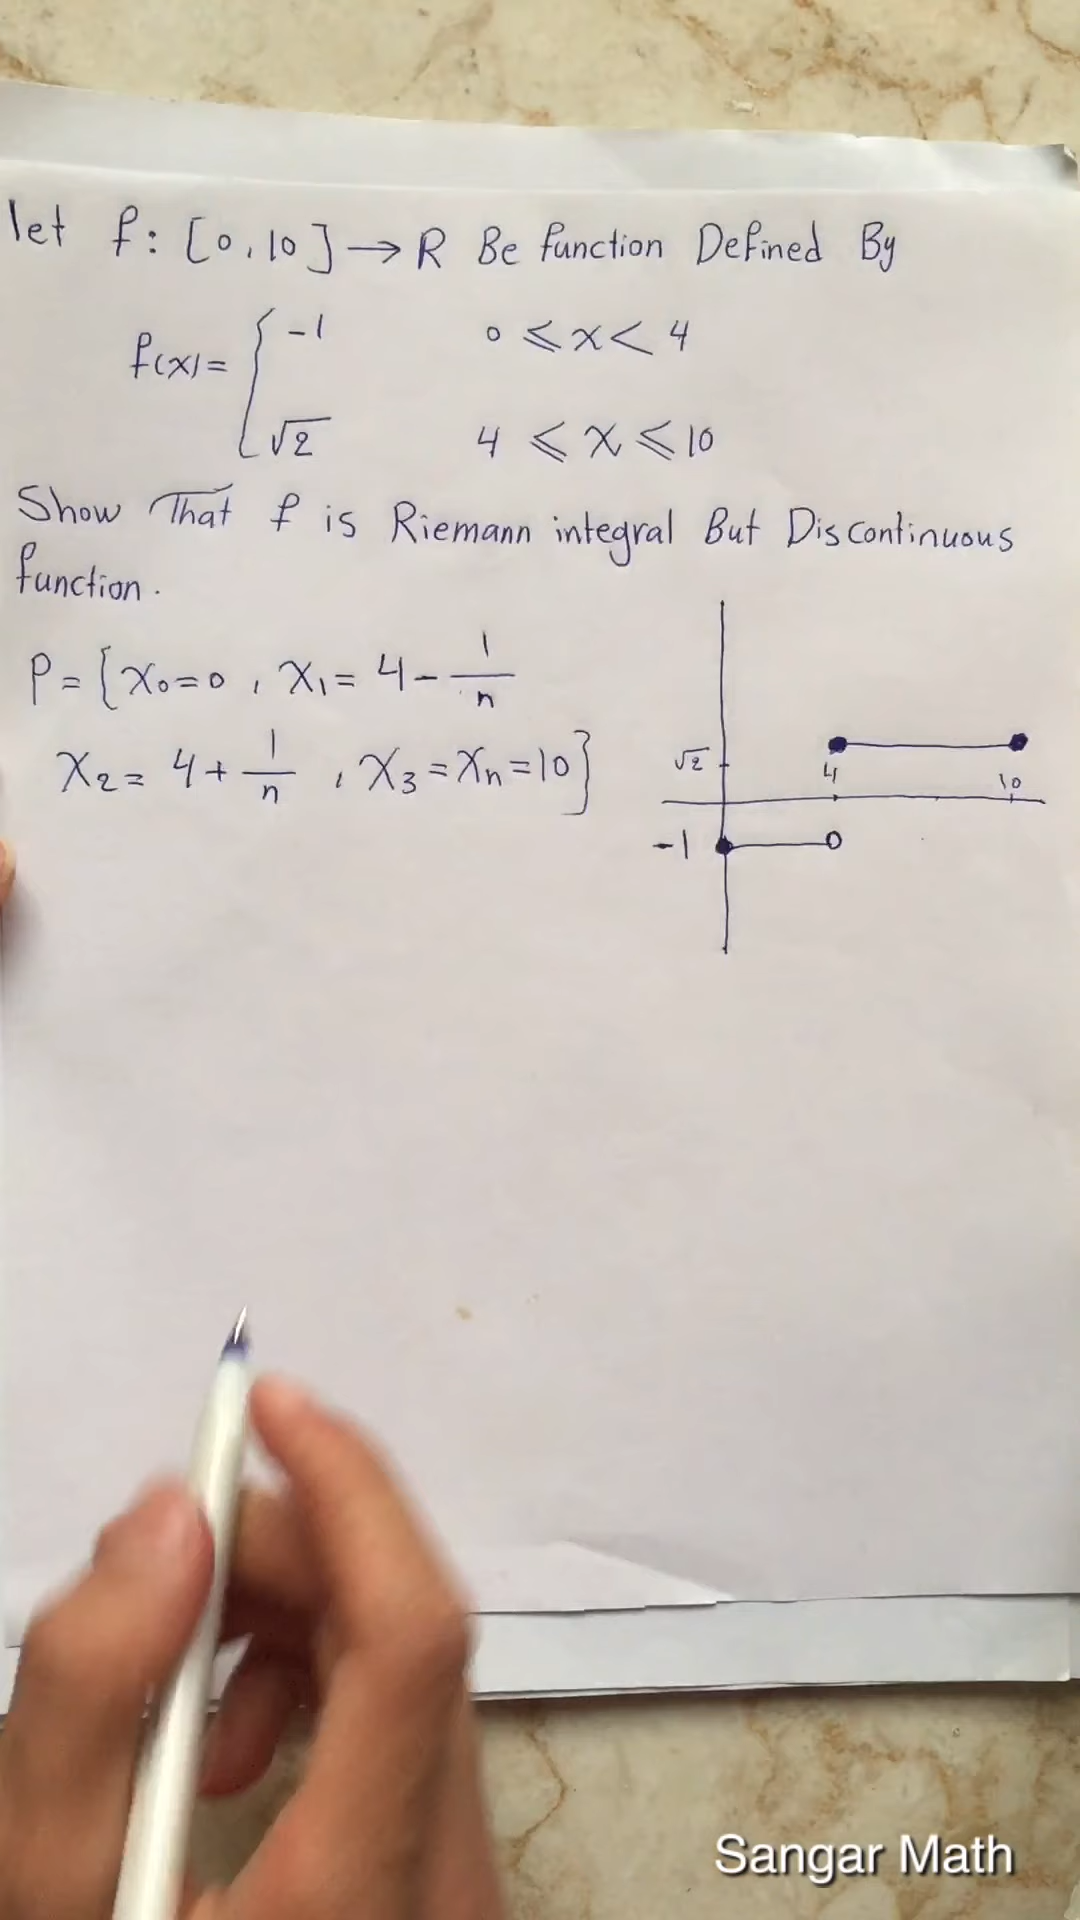 let f: [0,10] → R Be function Defined By
f(x)= { -1    0 ⩽ x < 4
√2    4 ⩽ x ⩽ 10
Show That f is Riemann integral But Discontinuous
function.
P = { x₀=0 , x₁= 4 - 1/n
x₂= 4 + 1/n , x₃ = xₙ = 10 }
√2
4
10
-1
Sangar Math